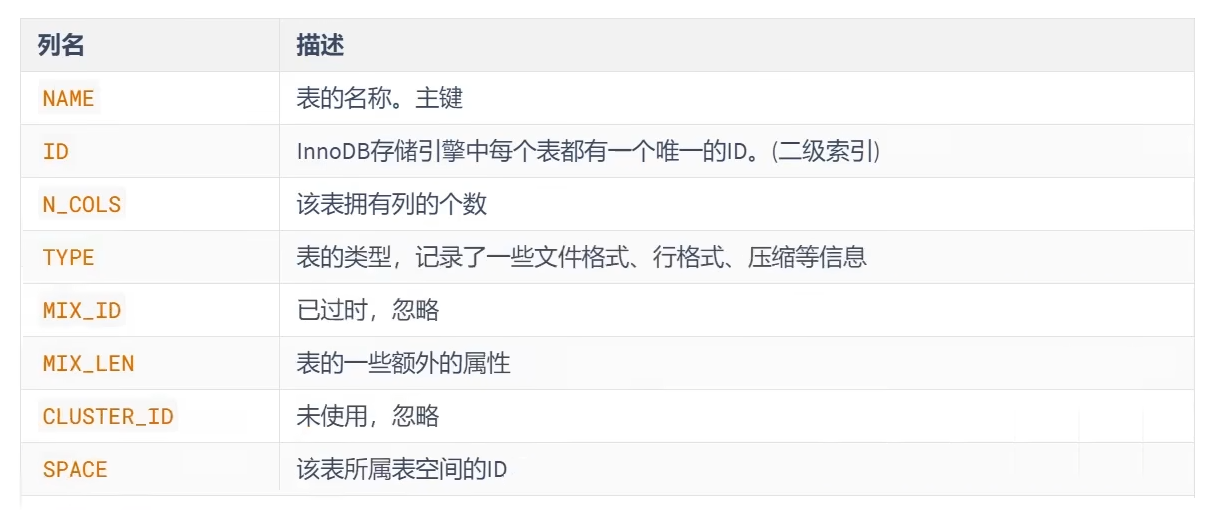 列名 描述
NAME 表的名称。主键
ID InnoDB存储引擎中每个表都有一个唯一的ID。(二级索引)
N_COLS 该表拥有列的个数
TYPE 表的类型，记录了一些文件格式、行格式、压缩等信息
MIX_ID 已过时，忽略
MIX_LEN 表的一些额外的属性
CLUSTER_ID 未使用，忽略
SPACE 该表所属表空间的ID